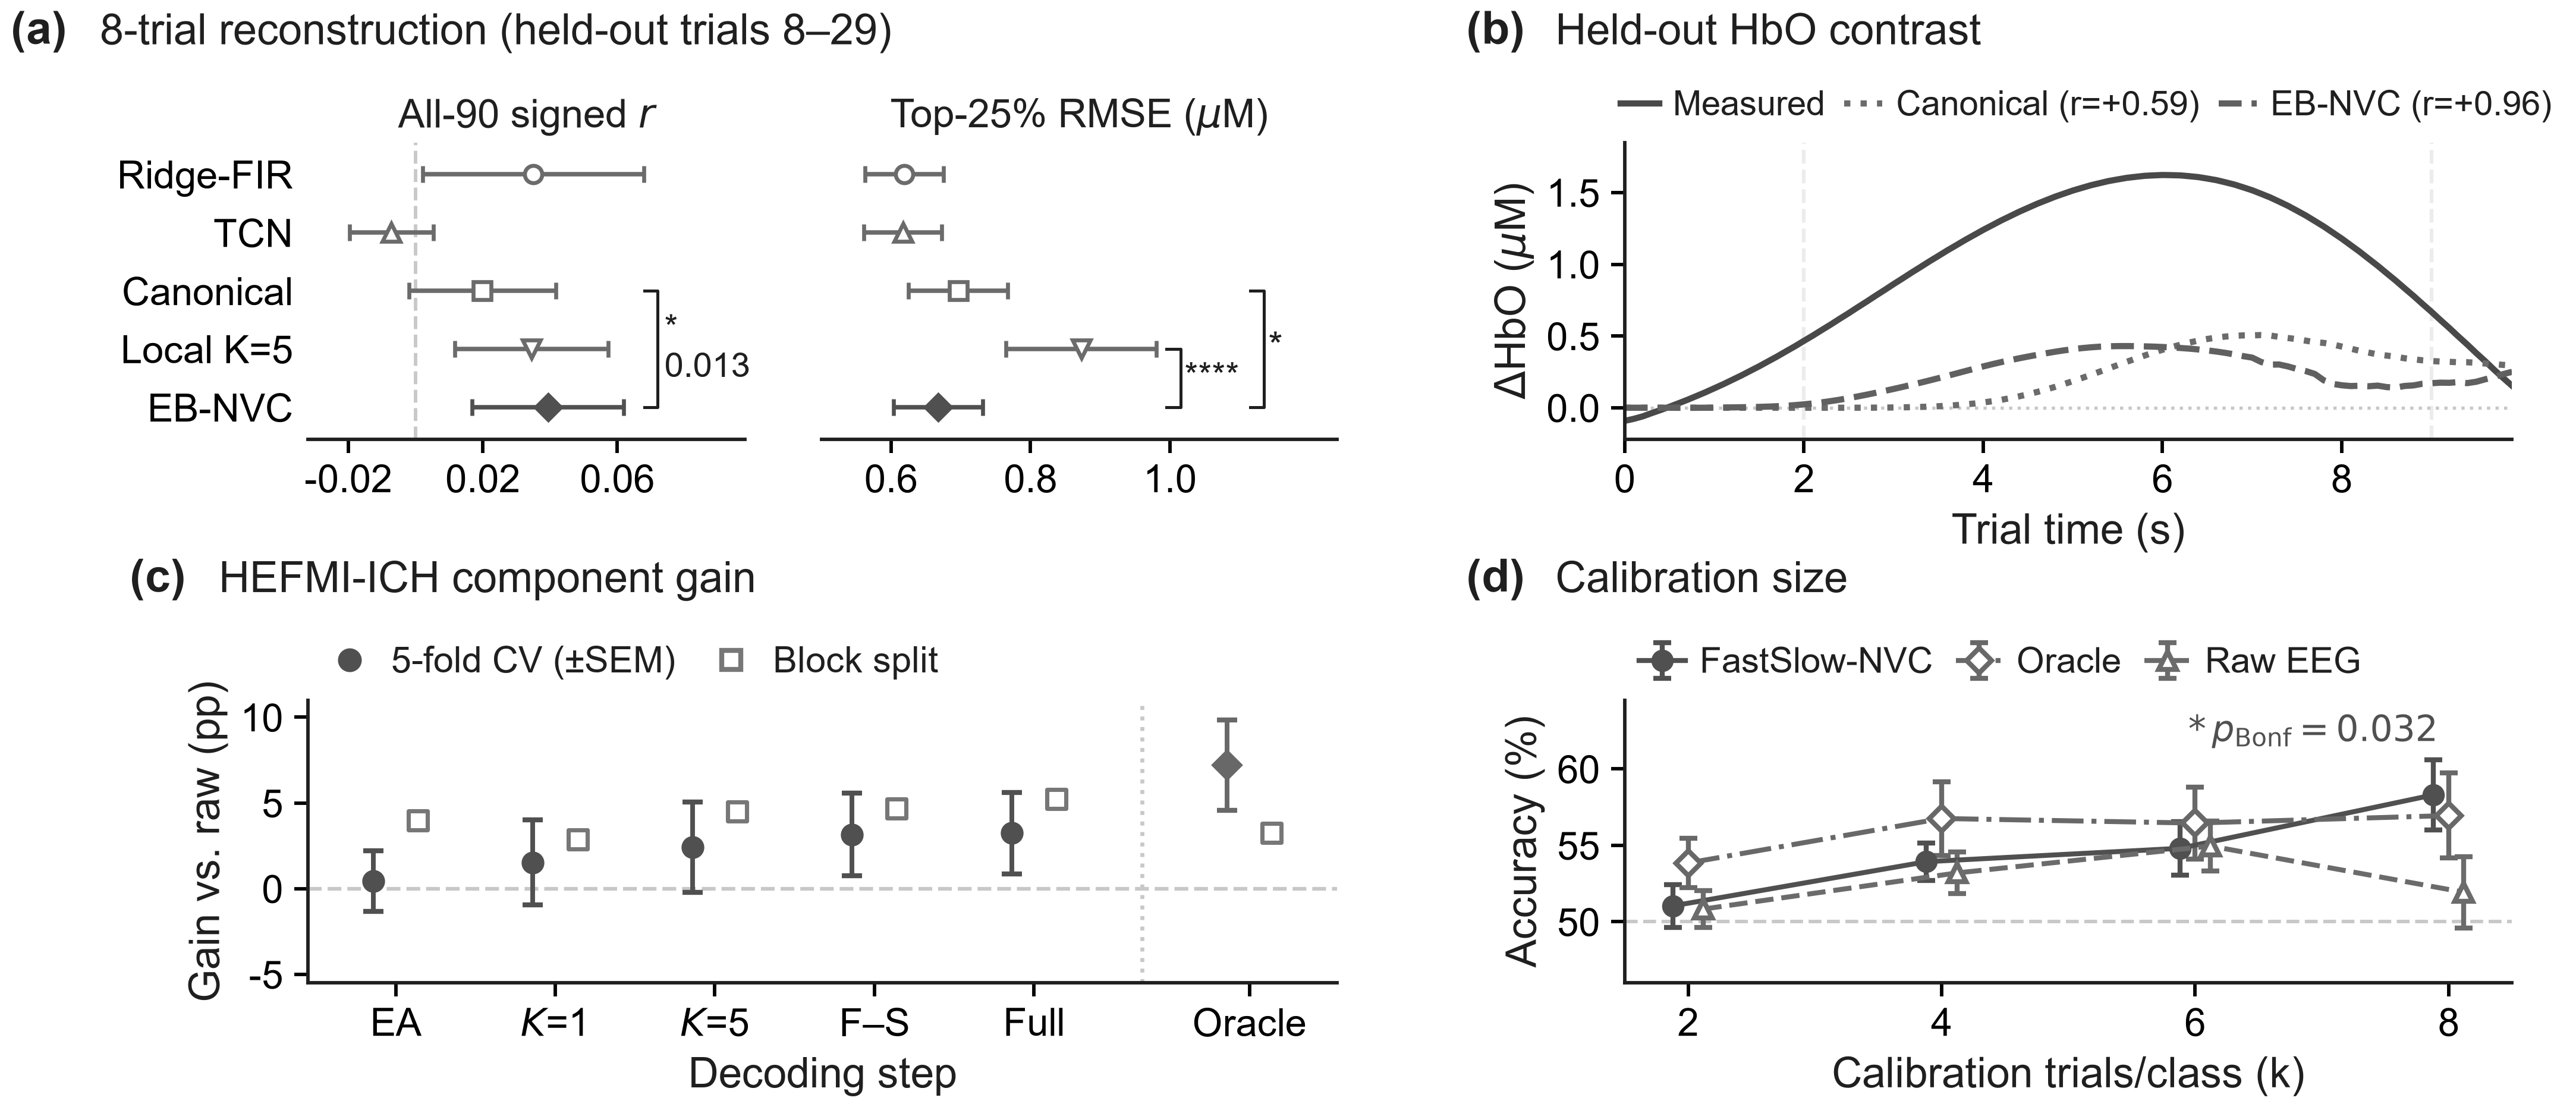 (a) 8-trial reconstruction (held-out trials 8–29)
All-90 signed r
Top-25% RMSE (μM)
Ridge-FIR
TCN
Canonical
Local K=5
EB-NVC
*
0.013
****
*
-0.02 0.02 0.06
0.6 0.8 1.0
(b) Held-out HbO contrast
Measured Canonical (r=+0.59) EB-NVC (r=+0.96)
ΔHbO (μM)
1.5
1.0
0.5
0.0
0 2 4 6 8
Trial time (s)
(c) HEFMI-ICH component gain
5-fold CV (±SEM) Block split
Gain vs. raw (pp)
10
5
0
-5
EA K=1 K=5 F–S Full Oracle
Decoding step
(d) Calibration size
FastSlow-NVC Oracle Raw EEG
* pBonf = 0.032
Accuracy (%)
60
55
50
2 4 6 8
Calibration trials/class (k)